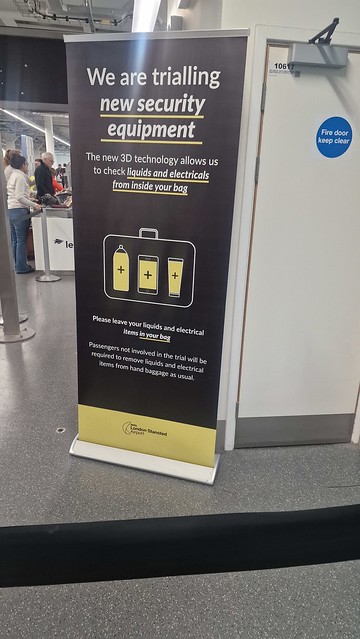 We are trialling
new security
equipment
The new 3D technology allows us
to check liquids and electricals
from inside your bag
Please leave your liquids and electrical
items in your bag
Passengers not involved in the trial will be
required to remove liquids and electrical
items from hand baggage as usual.
London Stansted
Airport
Fire door
keep clear
le